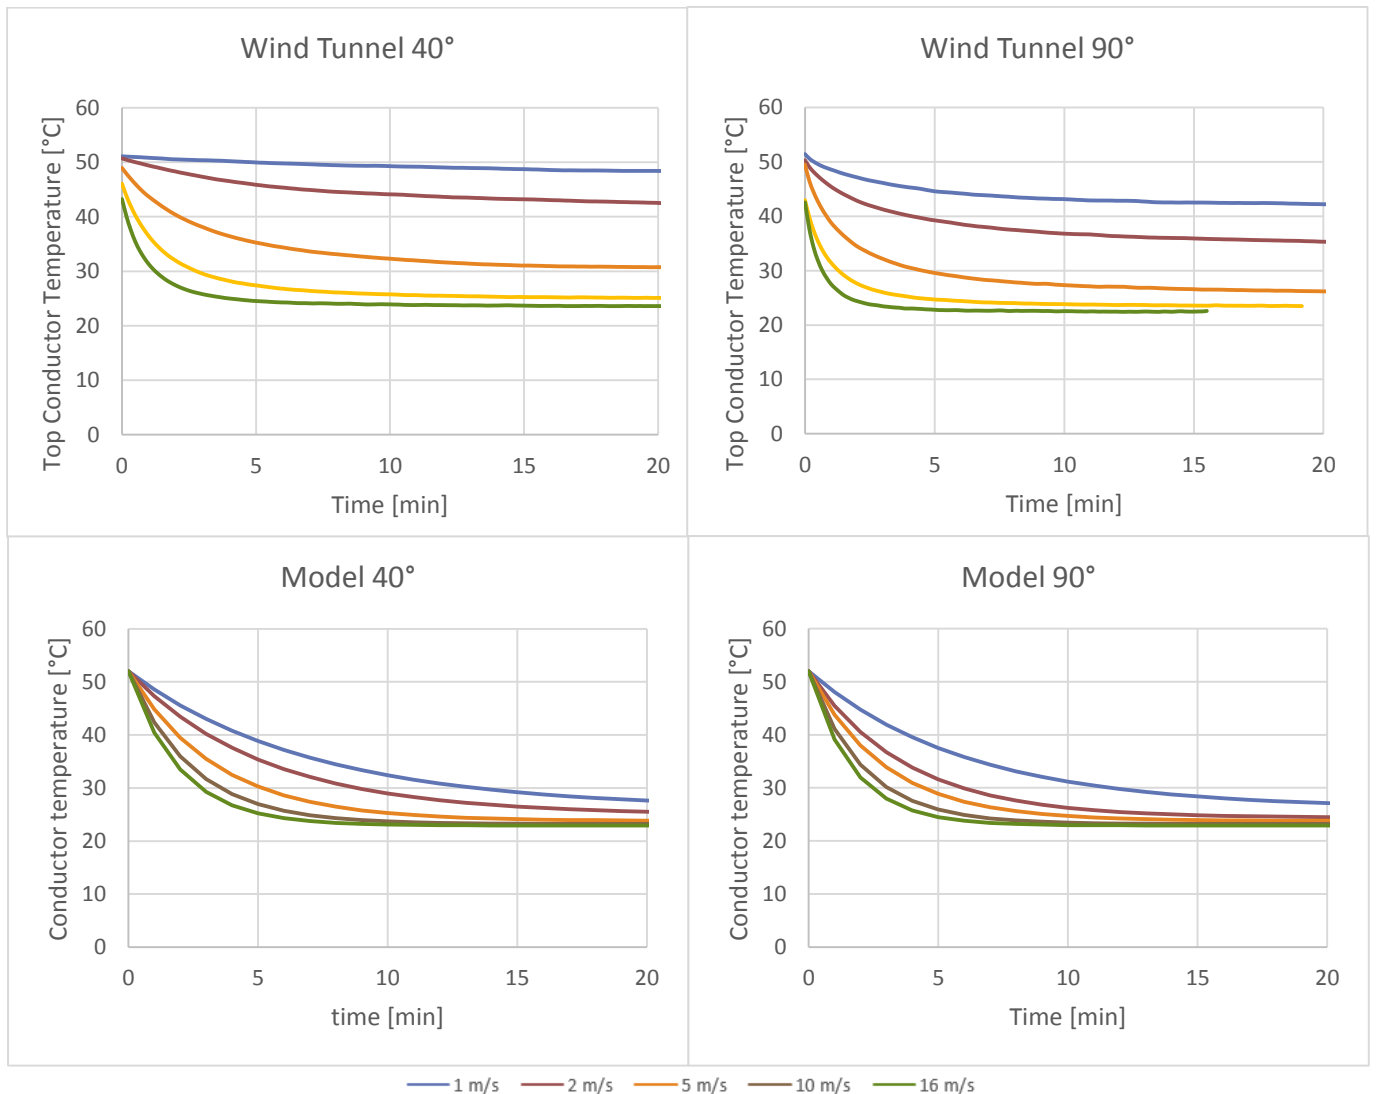 Wind Tunnel 40°
Top Conductor Temperature [°C]
60
50
40
30
20
10
0
0 5 10 15 20
Time [min]
Wind Tunnel 90°
Top Conductor Temperature [°C]
60
50
40
30
20
10
0
0 5 10 15 20
Time [min]
Model 40°
Conductor temperature [°C]
60
50
40
30
20
10
0
0 5 10 15 20
time [min]
Model 90°
Conductor temperature [°C]
60
50
40
30
20
10
0
0 5 10 15 20
Time [min]
1 m/s 2 m/s 5 m/s 10 m/s 16 m/s